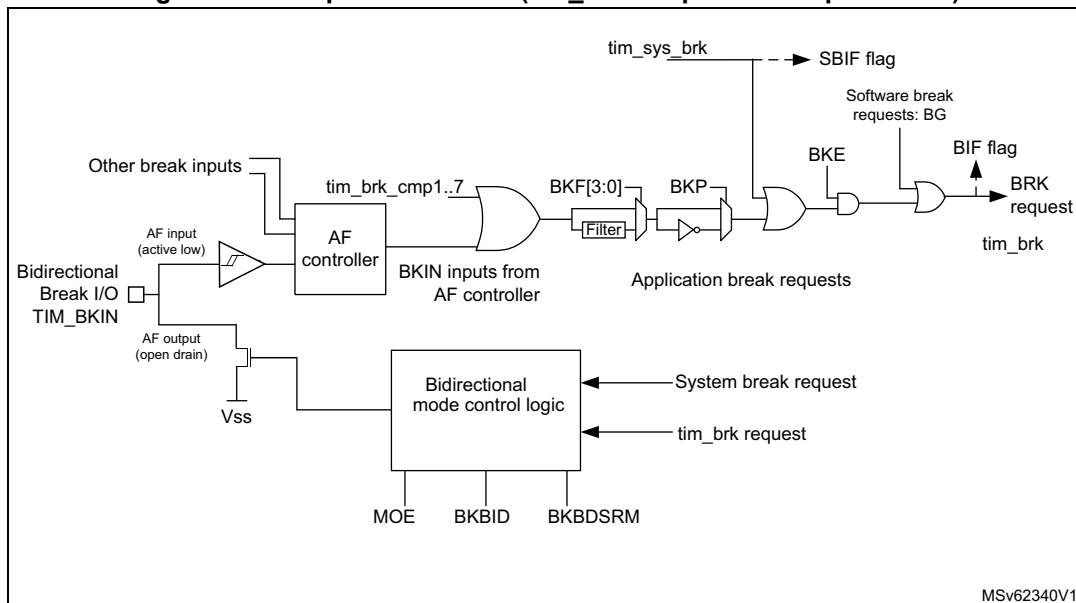 tim_sys_brk
SBIF flag
Software break
requests: BG
BKE
BIF flag
Other break inputs
tim_brk_cmp1..7
BKF[3:0]
BKP
BRK
request
Filter
AF input
(active low)
AF
controller
tim_brk
BKIN inputs from
AF controller
Application break requests
Bidirectional
Break I/O
TIM_BKIN
AF output
(open drain)
Bidirectional
mode control logic
System break request
Vss
tim_brk request
MOE
BKBID
BKBDSRM
MSv62340V1